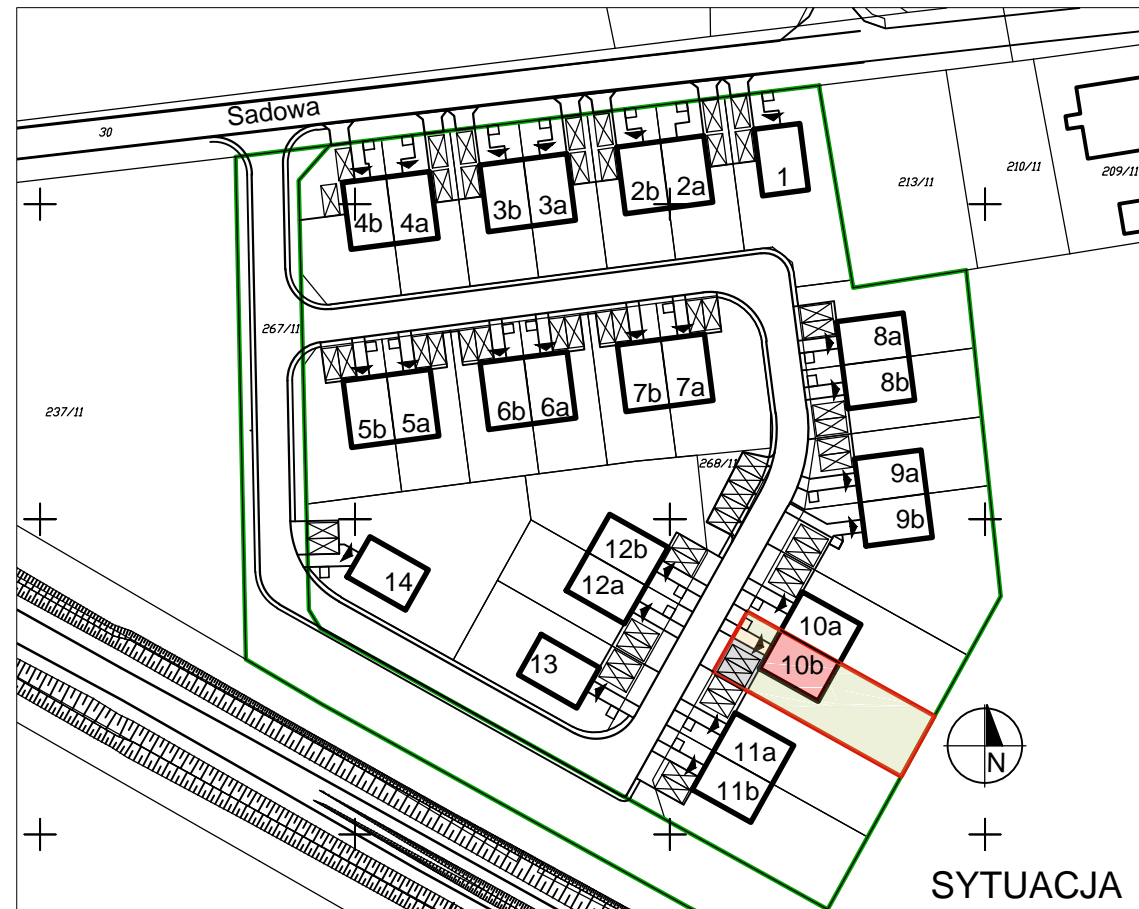 Sadowa
30
213/11
210/11
209/11
4b
4a
3b
3a
2b
2a
1
267/11
237/11
5b
5a
6b
6a
7b
7a
8a
8b
268/11
9a
9b
12b
12a
14
13
10a
10b
11a
11b
N
SYTUACJA